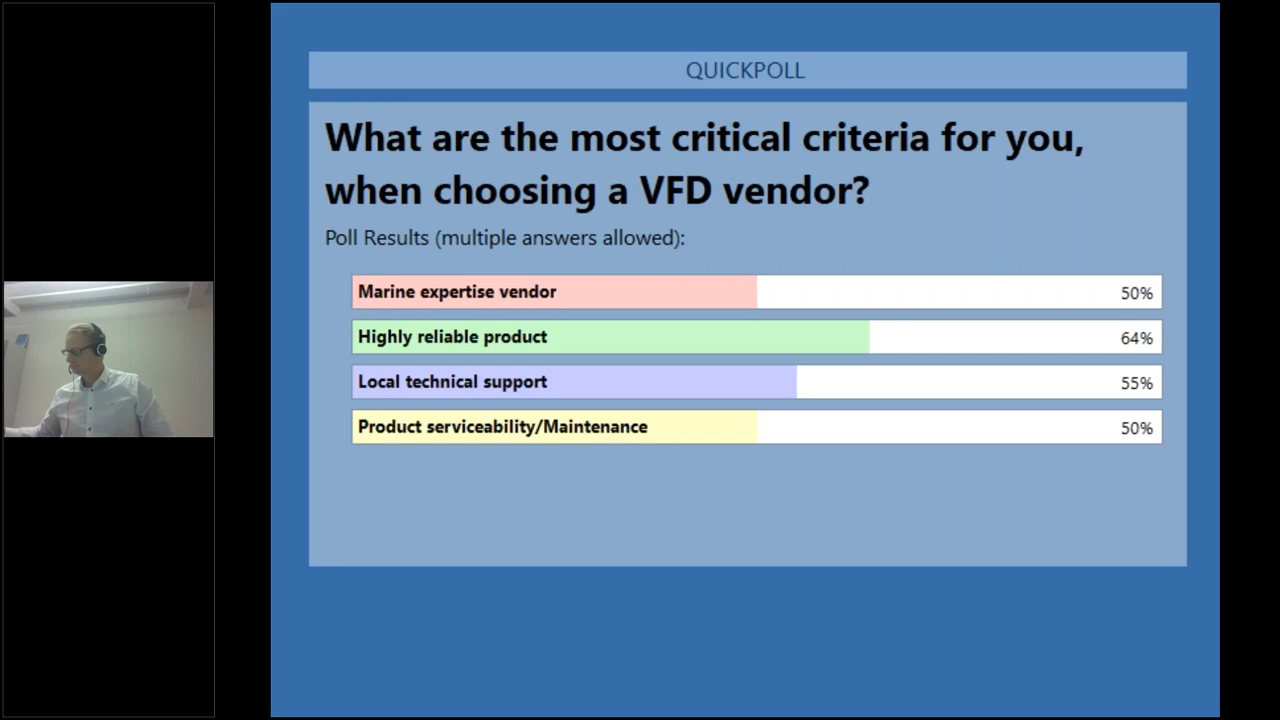 QUICKPOLL
What are the most critical criteria for you,
when choosing a VFD vendor?
Poll Results (multiple answers allowed):
Marine expertise vendor 50%
Highly reliable product 64%
Local technical support 55%
Product serviceability/Maintenance 50%